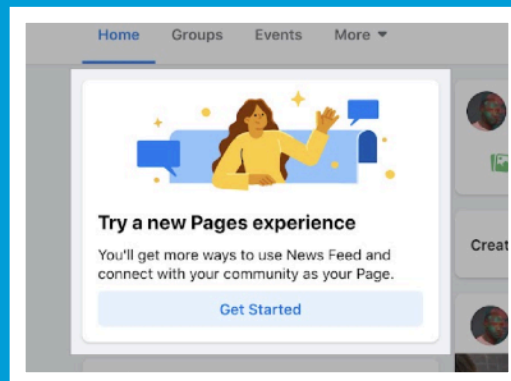 Home Groups Events More
Try a new Pages experience
You'll get more ways to use News Feed and
connect with your community as your Page.
Get Started
Creat